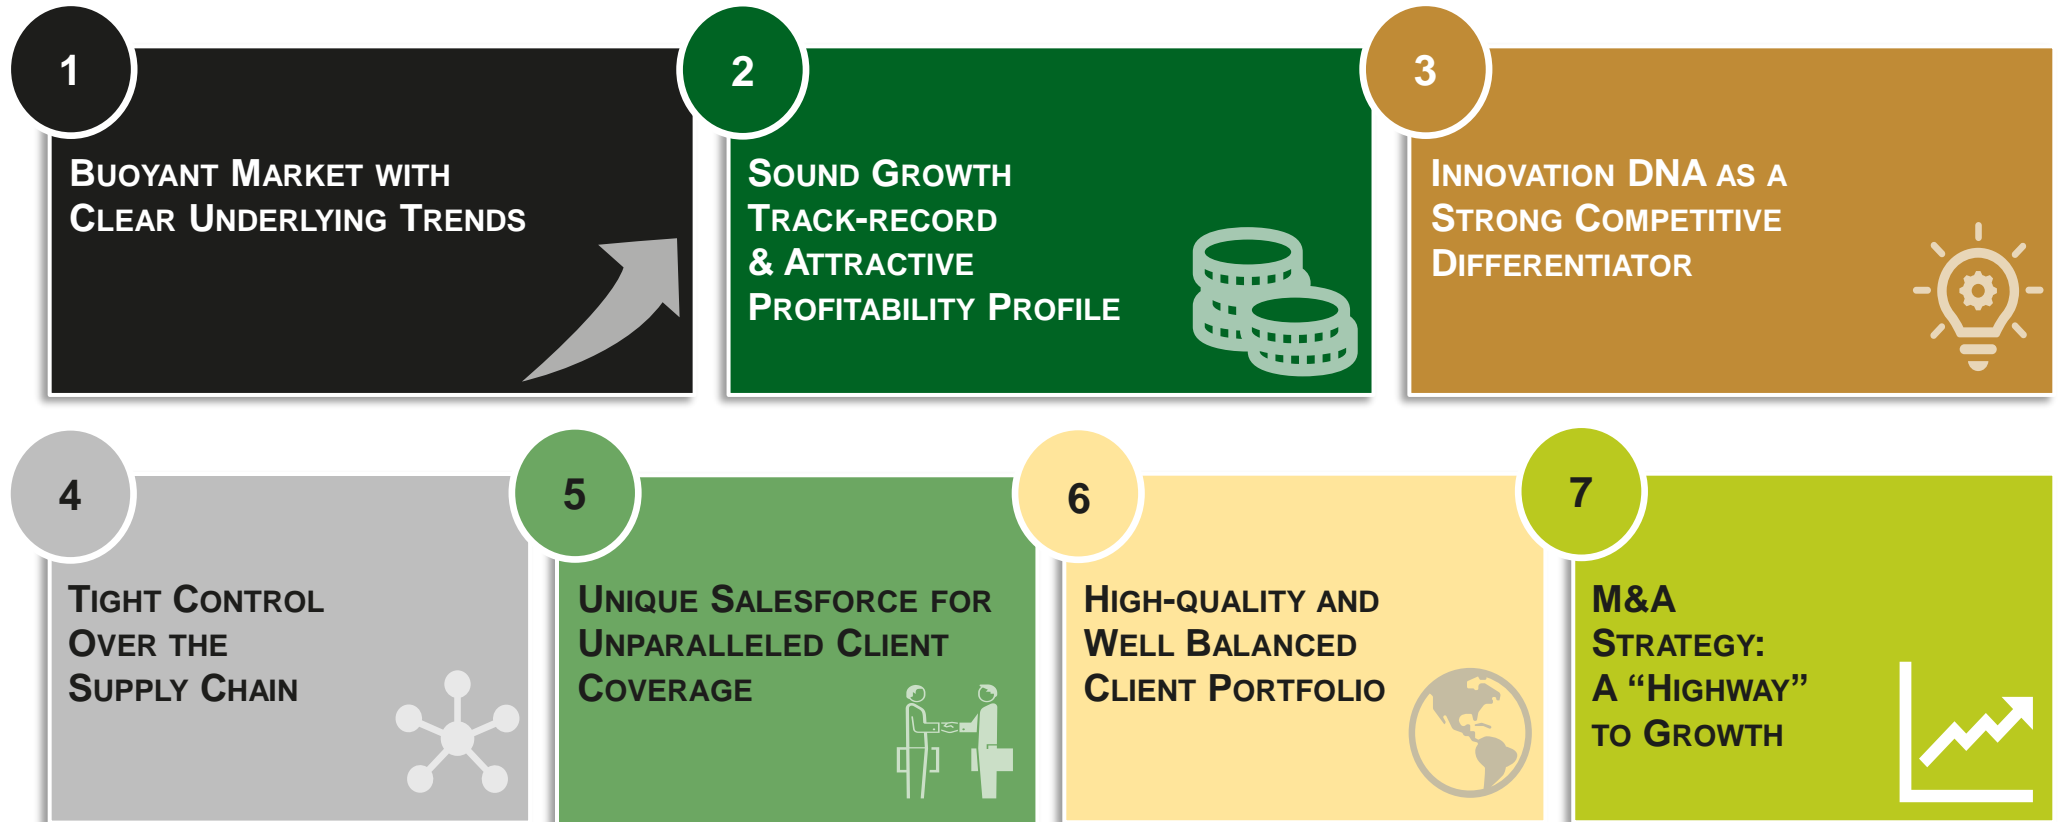 1
BUOYANT MARKET WITH
CLEAR UNDERLYING TRENDS
2
SOUND GROWTH
TRACK-RECORD
& ATTRACTIVE
PROFITABILITY PROFILE
3
INNOVATION DNA AS A
STRONG COMPETITIVE
DIFFERENTIATOR
4
TIGHT CONTROL
OVER THE
SUPPLY CHAIN
5
UNIQUE SALESFORCE FOR
UNPARALLELED CLIENT
COVERAGE
6
HIGH-QUALITY AND
WELL BALANCED
CLIENT PORTFOLIO
7
M&A
STRATEGY:
A “HIGHWAY”
TO GROWTH